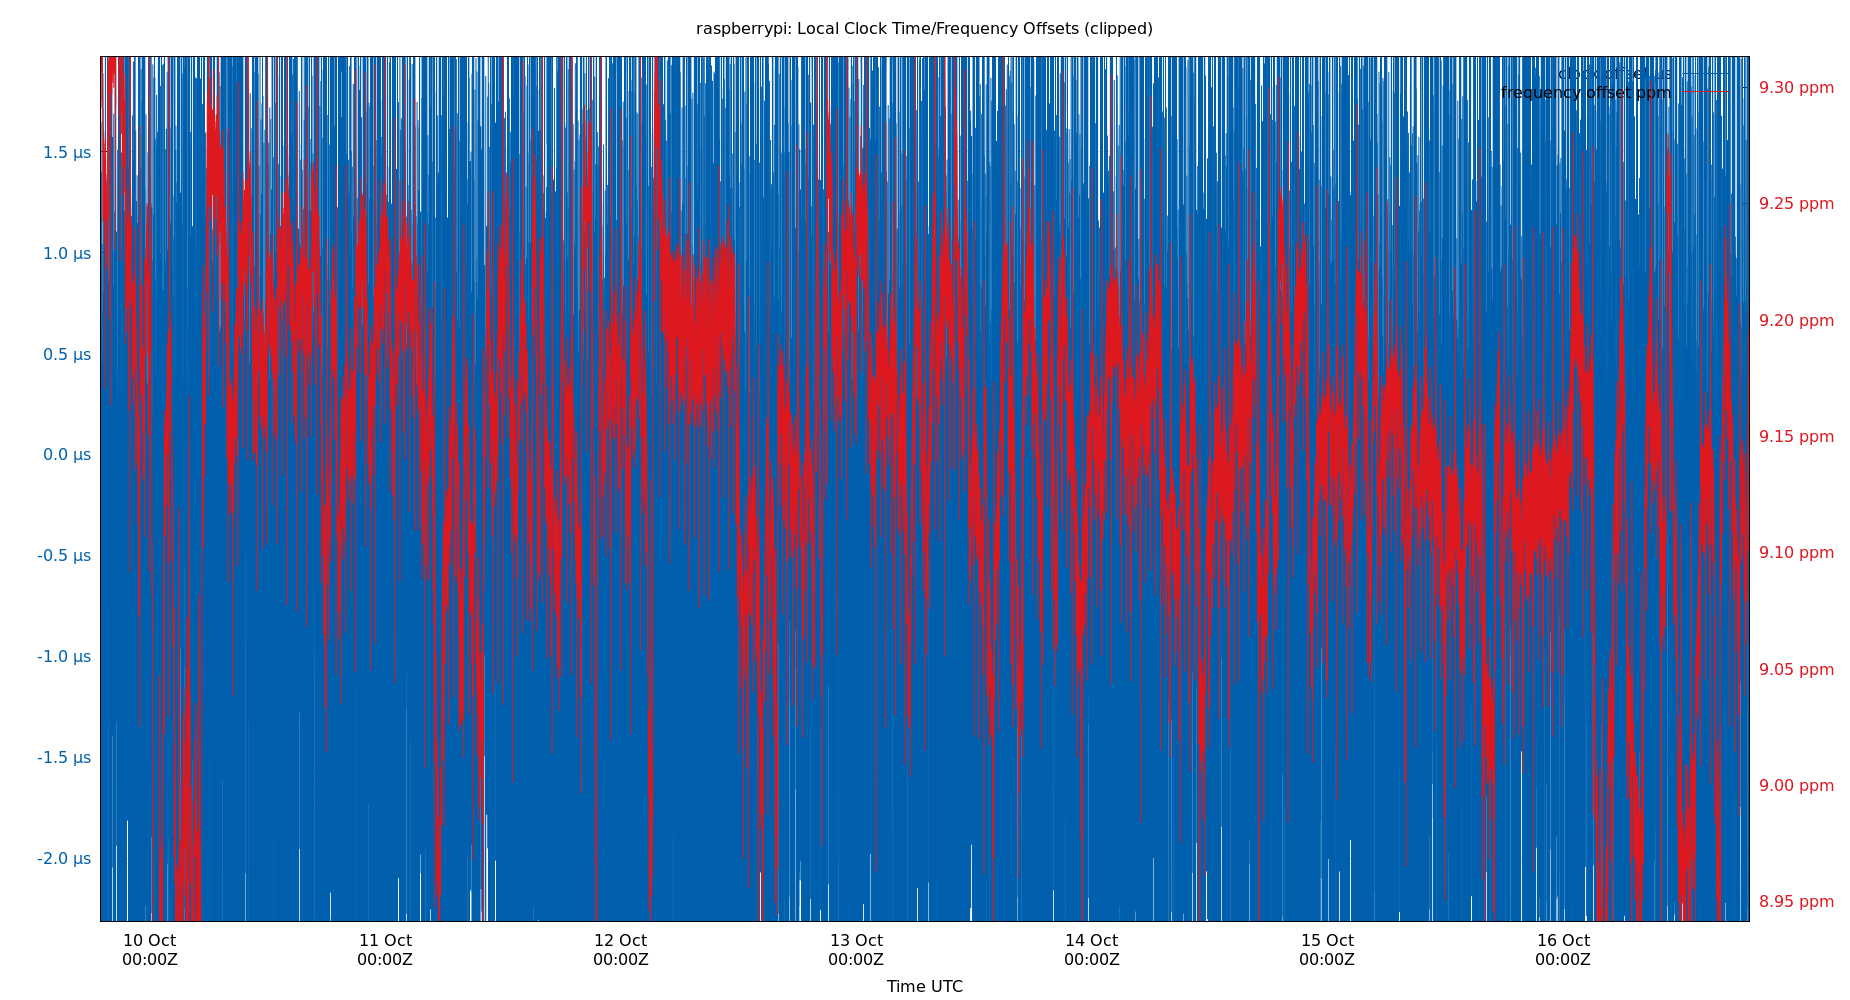 raspberrypi: Local Clock Time/Frequency Offsets (clipped)
clock offset μs
frequency offset ppm
1.5 μs
1.0 μs
0.5 μs
0.0 μs
-0.5 μs
-1.0 μs
-1.5 μs
-2.0 μs
9.30 ppm
9.25 ppm
9.20 ppm
9.15 ppm
9.10 ppm
9.05 ppm
9.00 ppm
8.95 ppm
10 Oct 11 Oct 12 Oct 13 Oct 14 Oct 15 Oct 16 Oct
00:00Z 00:00Z 00:00Z 00:00Z 00:00Z 00:00Z 00:00Z
Time UTC